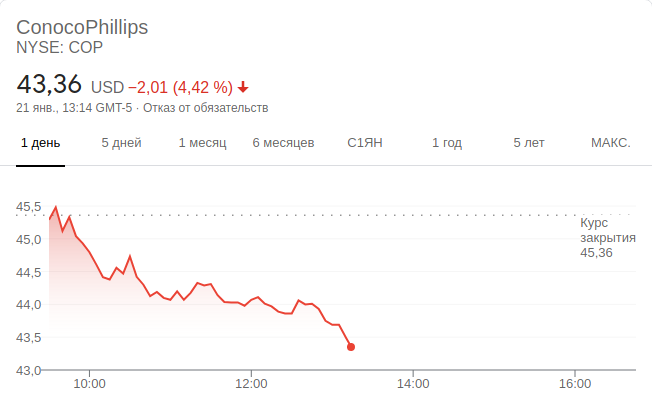 ConocoPhillips
NYSE: COP
43,36 USD −2,01 (4,42 %)
21 янв., 13:14 GMT-5 · Отказ от обязательств
1 день 5 дней 1 месяц 6 месяцев С1ЯН 1 год 5 лет МАКС.
45,5
Курс
закрытия
45,36
45,0
44,5
44,0
43,5
43,0
10:00 12:00 14:00 16:00